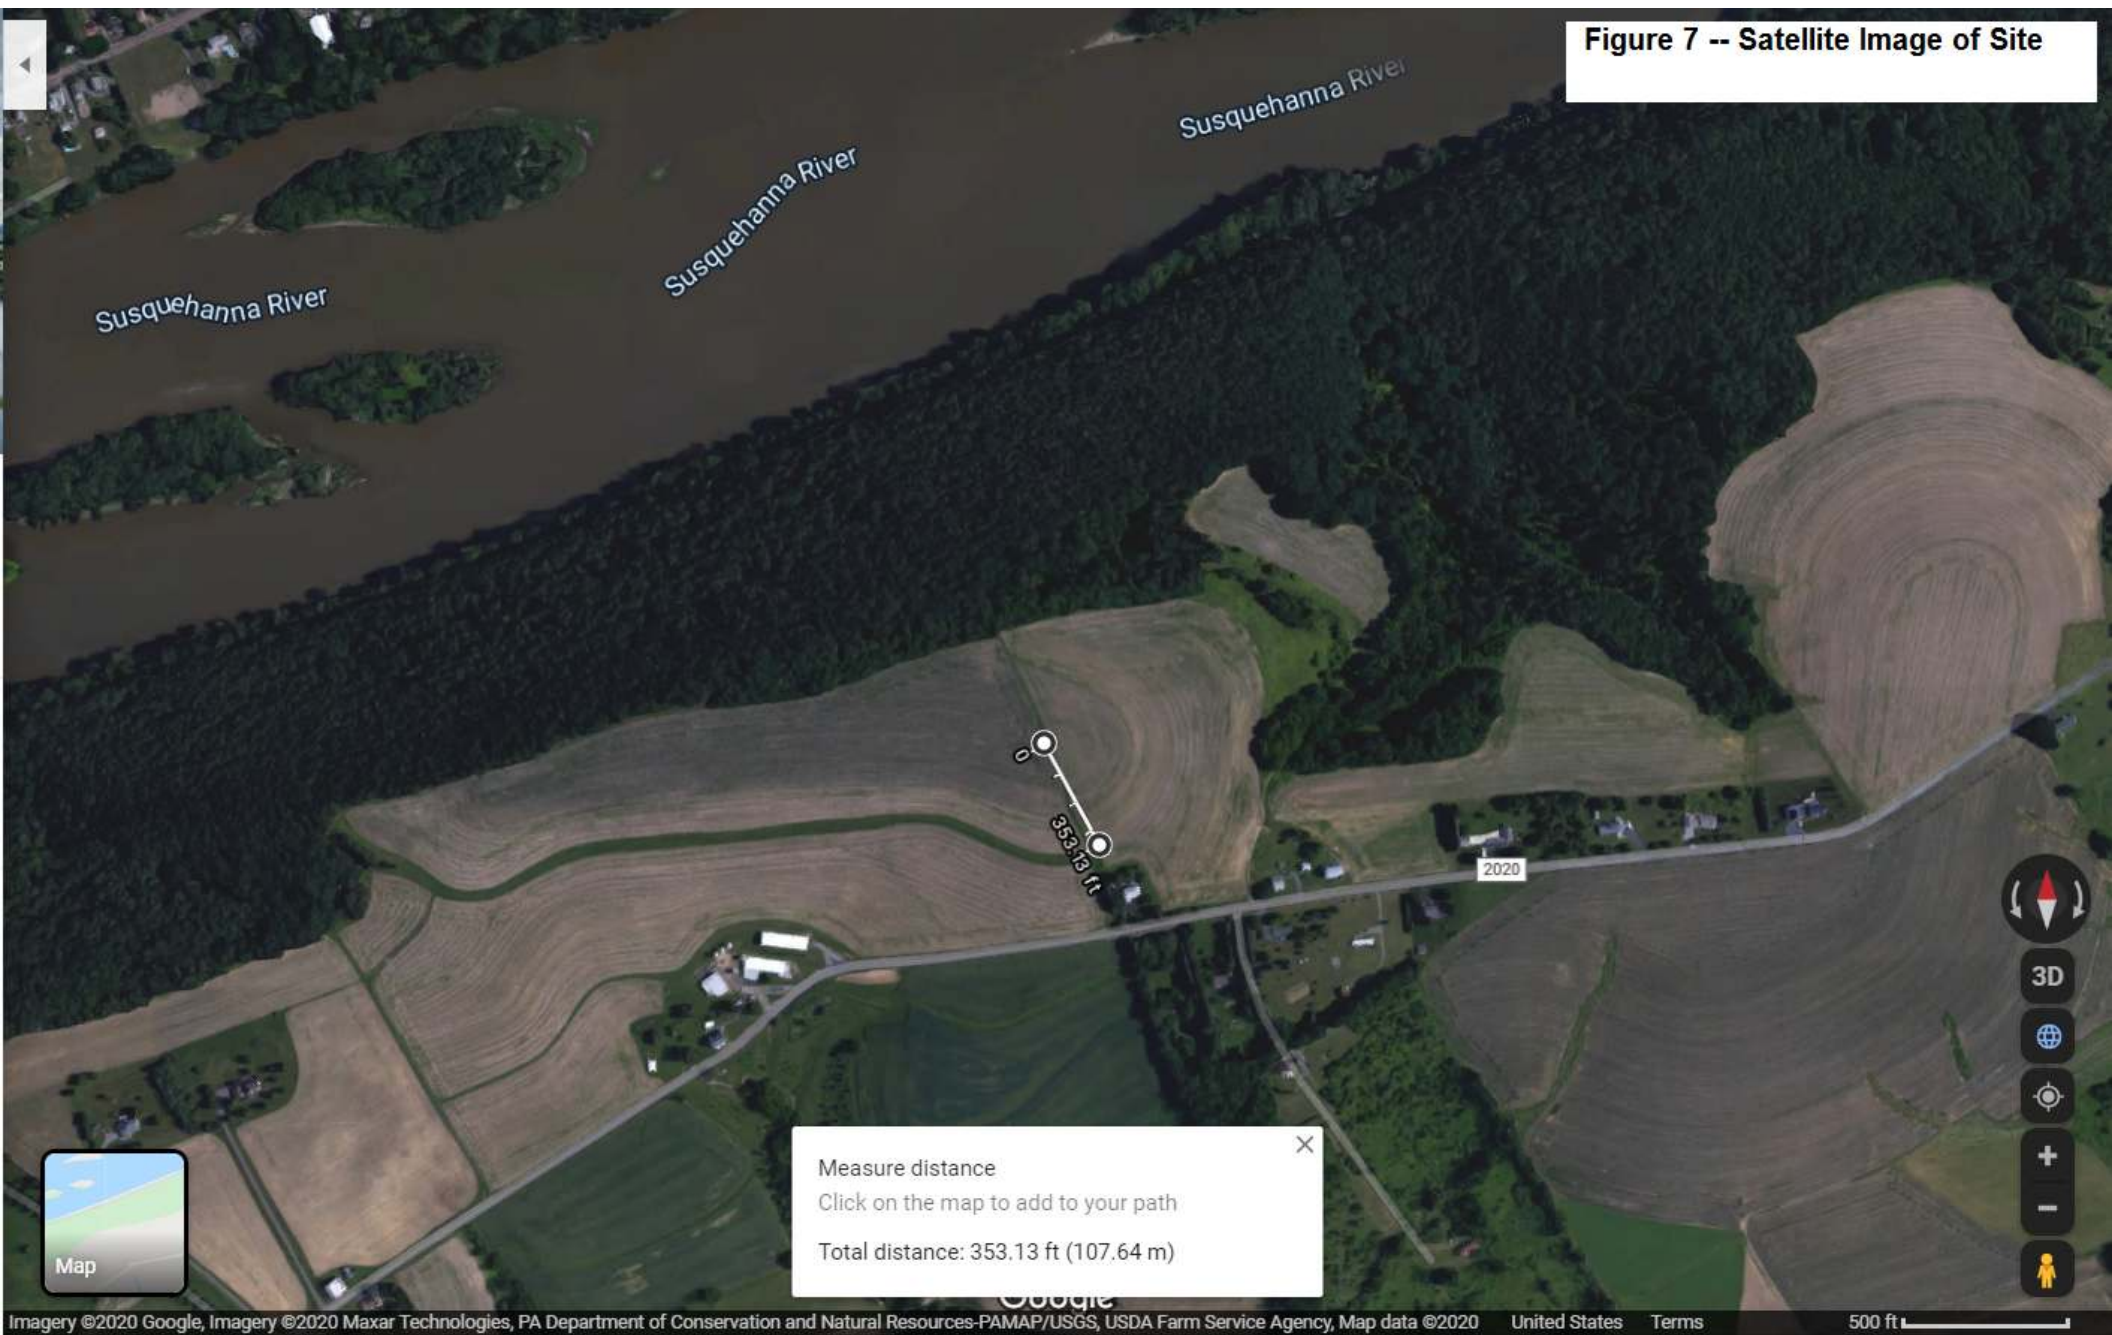 Figure 7 -- Satellite Image of Site
Susquehanna River
Susquehanna River
Susquehanna River
0
353.13 ft
2020
3D
Measure distance
Click on the map to add to your path
Total distance: 353.13 ft (107.64 m)
Map
Google
Imagery ©2020 Google, Imagery ©2020 Maxar Technologies, PA Department of Conservation and Natural Resources-PAMAP/USGS, USDA Farm Service Agency, Map data ©2020 United States Terms 500 ft